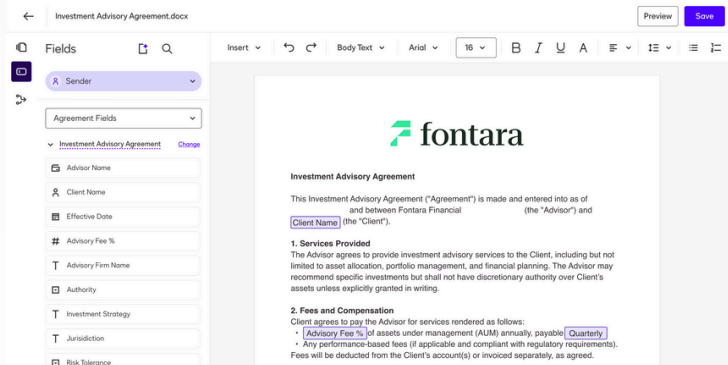 Investment Advisory Agreement.docx
Preview
Save
Fields
Insert
Body Text
Arial
16
B I U A
Sender
Agreement Fields
Investment Advisory Agreement Change
Advisor Name
Client Name
Effective Date
# Advisory Fee %
T Advisory Firm Name
Authority
T Investment Strategy
T Jurisidiction
Risk Tolerance
fontara
Investment Advisory Agreement
This Investment Advisory Agreement ("Agreement") is made and entered into as of
and between Fontara Financial (the "Advisor") and
Client Name (the "Client").
1. Services Provided
The Advisor agrees to provide investment advisory services to the Client, including but not
limited to asset allocation, portfolio management, and financial planning. The Advisor may
recommend specific investments but shall not have discretionary authority over Client's
assets unless explicitly granted in writing.
2. Fees and Compensation
Client agrees to pay the Advisor for services rendered as follows:
• Advisory Fee % of assets under management (AUM) annually, payable Quarterly
• Any performance-based fees (if applicable and compliant with regulatory requirements).
Fees will be deducted from the Client's account(s) or invoiced separately, as agreed.